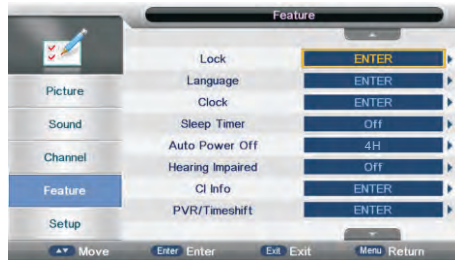 Feature
Lock ENTER
Language ENTER
Clock ENTER
Sleep Timer Off
Auto Power Off 4H
Hearing Impaired Off
CI Info ENTER
PVR/Timeshift ENTER
Picture
Sound
Channel
Feature
Setup
Move Enter Enter Exit Exit Menu Return